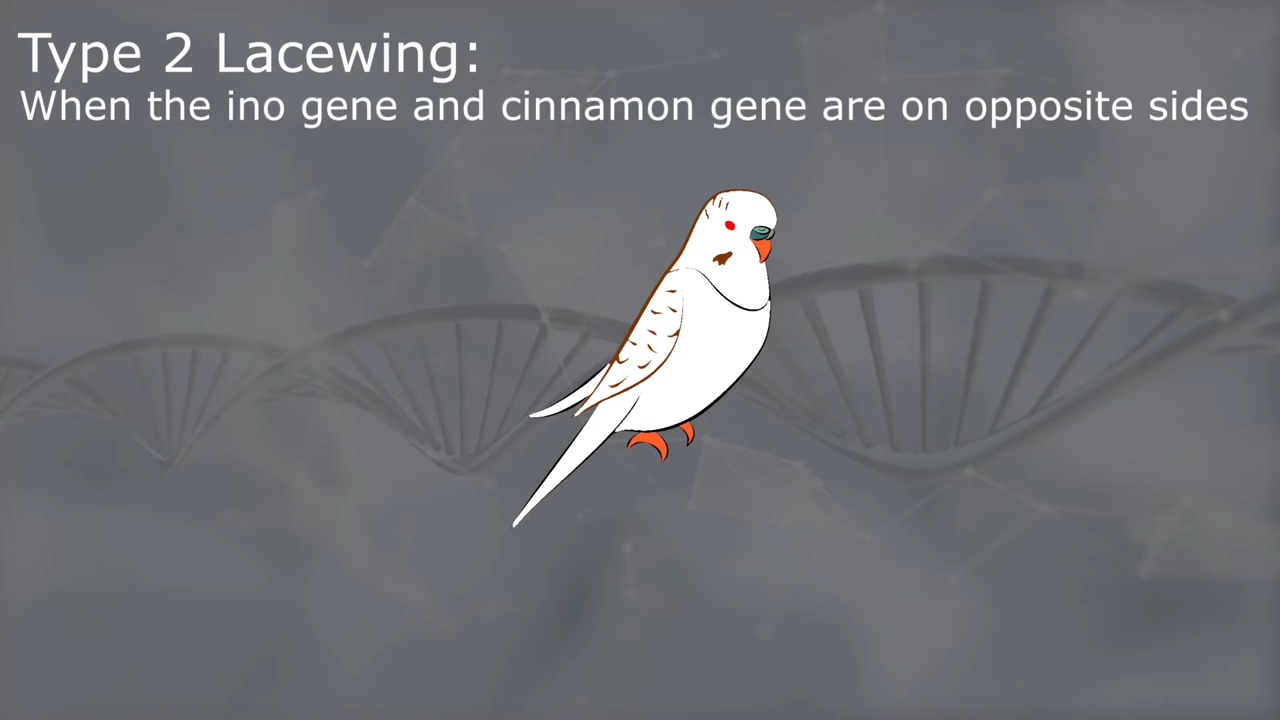 Type 2 Lacewing:
When the ino gene and cinnamon gene are on opposite sides